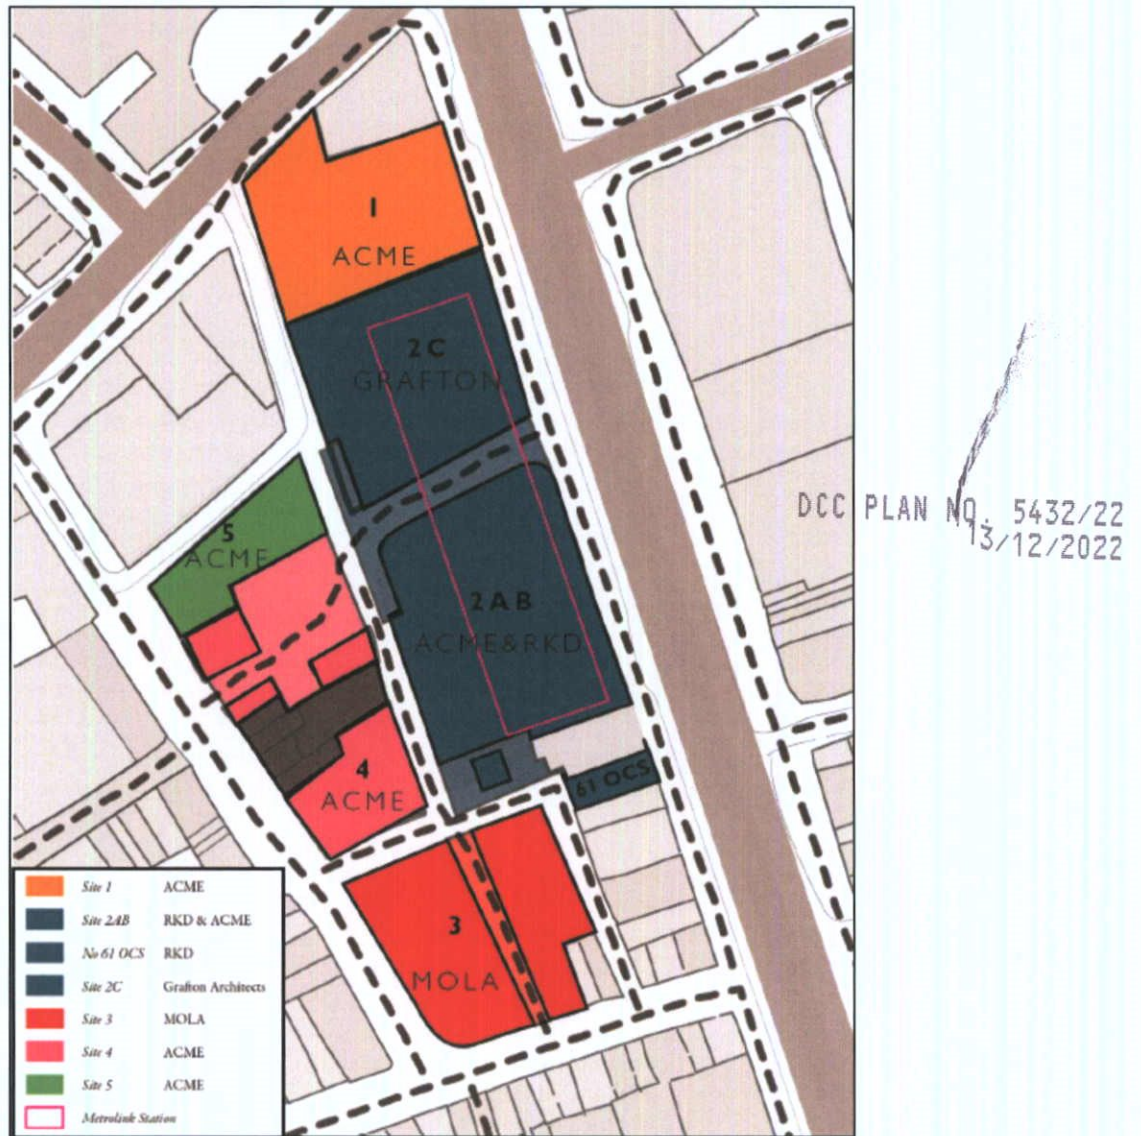 1
ACME
2C
GRAFTON
5
ACME
2AB
ACME&RKD
61 OCS
4
ACME
3
MOLA
DCC PLAN NO. 5432/22
13/12/2022
Site 1 ACME
Site 2AB RKD & ACME
No 61 OCS RKD
Site 2C Grafton Architects
Site 3 MOLA
Site 4 ACME
Site 5 ACME
Metrolink Station